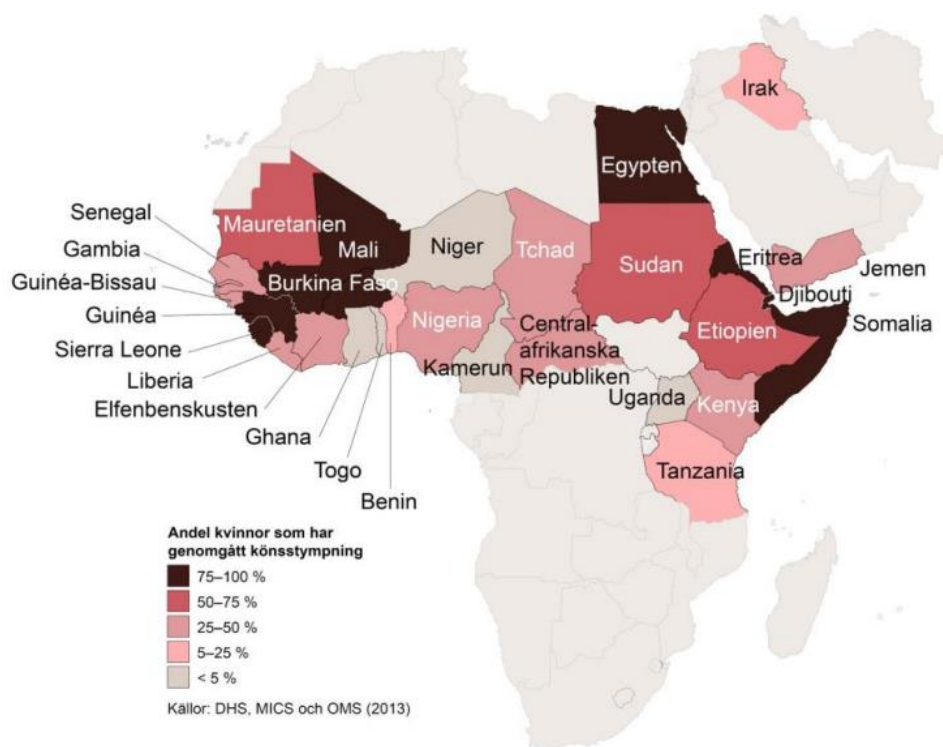 Irak
Egypten
Senegal
Mauretanien
Gambia
Mali
Niger
Tchad
Sudan
Eritrea
Jemen
Guinéa-Bissau
Burkina Faso
Djibouti
Guinéa
Nigeria
Etiopien
Somalia
Sierra Leone
Central-
afrikanska
Republiken
Liberia
Kamerun
Elfenbenskusten
Uganda
Kenya
Ghana
Togo
Tanzania
Benin
Andel kvinnor som har
genomgått könsstympning
75–100 %
50–75 %
25–50 %
5–25 %
< 5 %
Källor: DHS, MICS och OMS (2013)